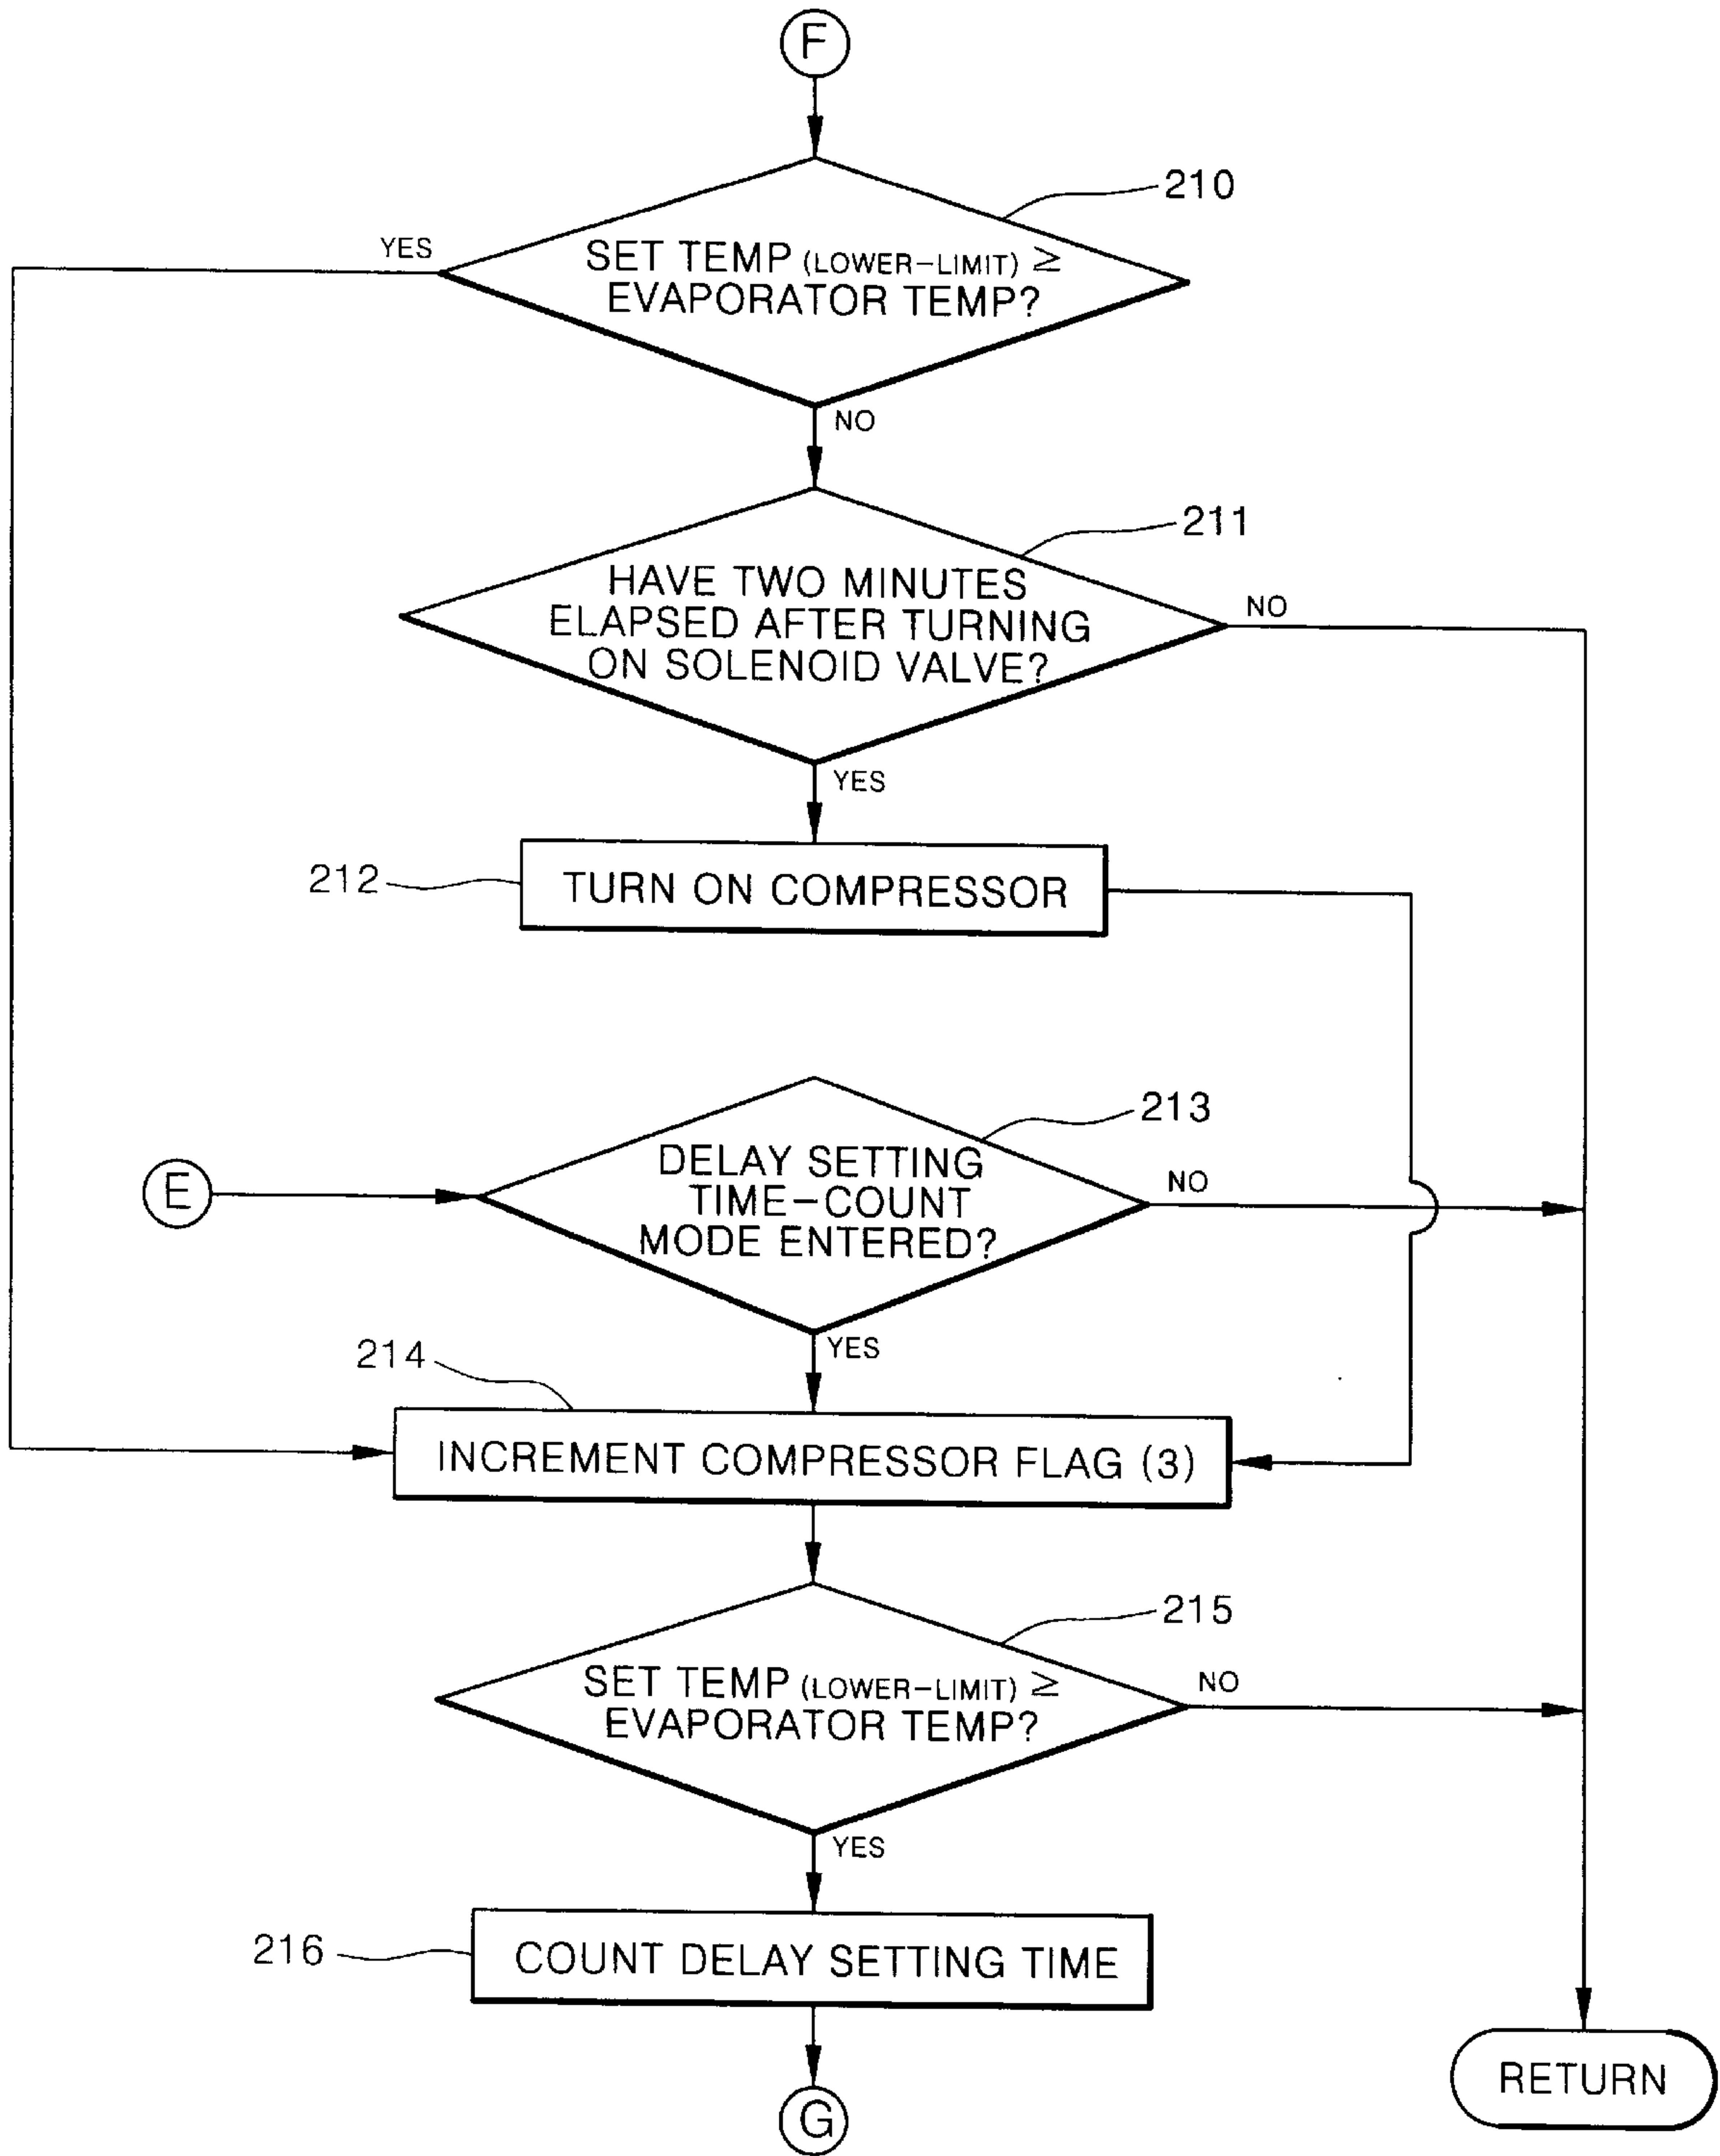 F
210
YES
SET TEMP (LOWER-LIMIT) ≥
EVAPORATOR TEMP?
NO
211
HAVE TWO MINUTES
ELAPSED AFTER TURNING
ON SOLENOID VALVE?
NO
YES
212
TURN ON COMPRESSOR
213
E
DELAY SETTING
TIME-COUNT
MODE ENTERED?
NO
YES
214
INCREMENT COMPRESSOR FLAG (3)
215
SET TEMP (LOWER-LIMIT) ≥
EVAPORATOR TEMP?
NO
YES
216
COUNT DELAY SETTING TIME
RETURN
G